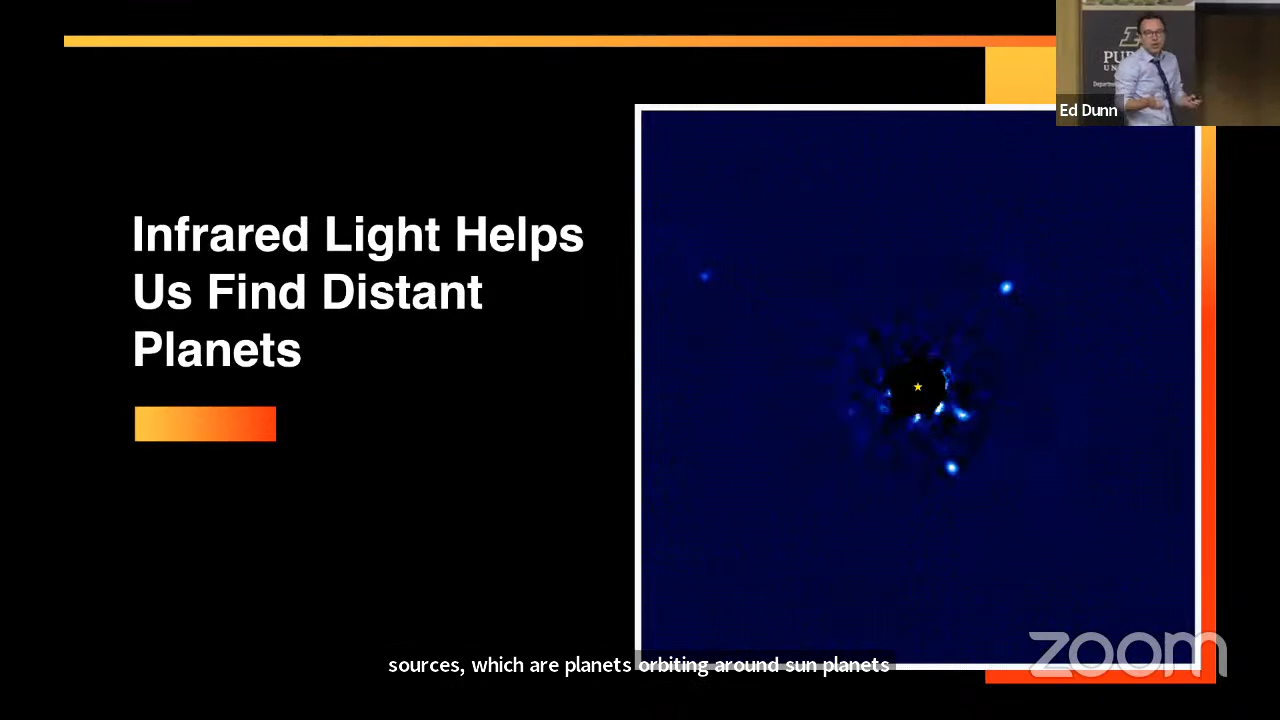 Ed Dunn
Infrared Light Helps
Us Find Distant
Planets
sources, which are planets orbiting around sun planets
zoom